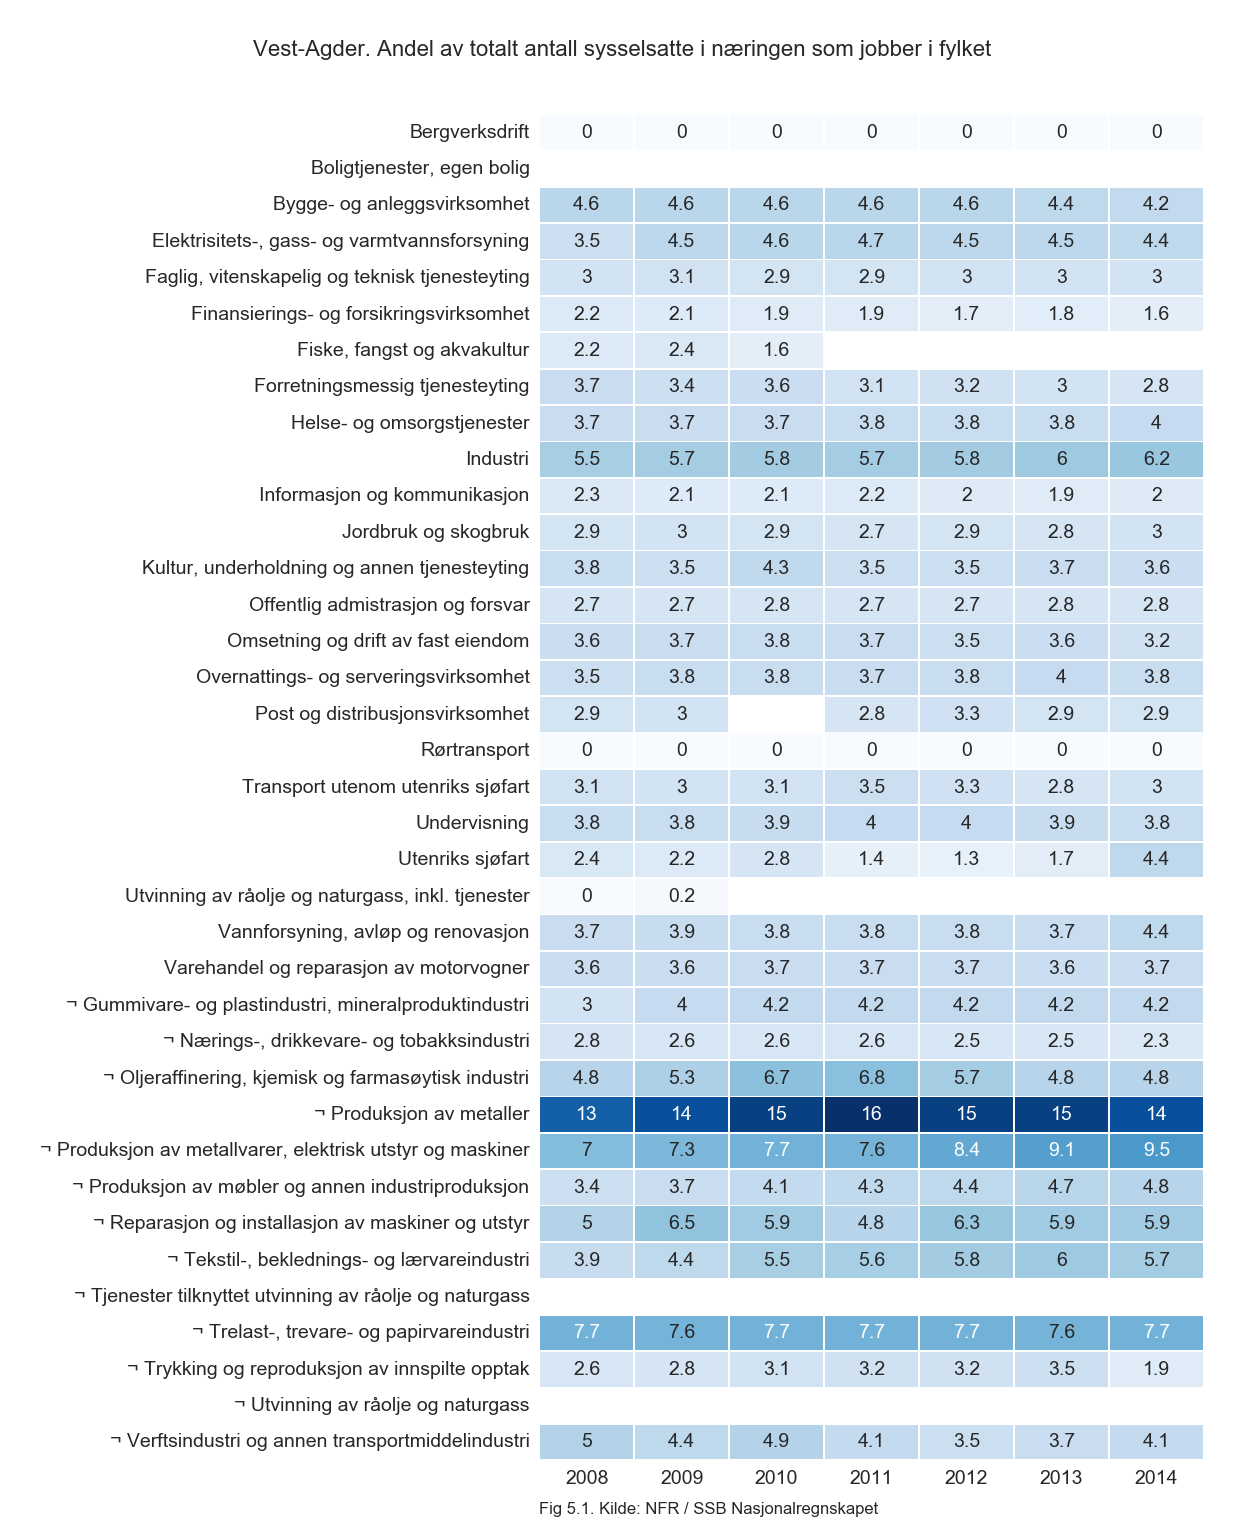 Vest-Agder. Andel av totalt antall sysselsatte i næringen som jobber i fylket
Bergverksdrift 0 0 0 0 0 0 0
Boligtjenester, egen bolig
Bygge- og anleggsvirksomhet 4.6 4.6 4.6 4.6 4.6 4.4 4.2
Elektrisitets-, gass- og varmtvannsforsyning 3.5 4.5 4.6 4.7 4.5 4.5 4.4
Faglig, vitenskapelig og teknisk tjenesteyting 3 3.1 2.9 2.9 3 3 3
Finansierings- og forsikringsvirksomhet 2.2 2.1 1.9 1.9 1.7 1.8 1.6
Fiske, fangst og akvakultur 2.2 2.4 1.6
Forretningsmessig tjenesteyting 3.7 3.4 3.6 3.1 3.2 3 2.8
Helse- og omsorgstjenester 3.7 3.7 3.7 3.8 3.8 3.8 4
Industri 5.5 5.7 5.8 5.7 5.8 6 6.2
Informasjon og kommunikasjon 2.3 2.1 2.1 2.2 2 1.9 2
Jordbruk og skogbruk 2.9 3 2.9 2.7 2.9 2.8 3
Kultur, underholdning og annen tjenesteyting 3.8 3.5 4.3 3.5 3.5 3.7 3.6
Offentlig admistrasjon og forsvar 2.7 2.7 2.8 2.7 2.7 2.8 2.8
Omsetning og drift av fast eiendom 3.6 3.7 3.8 3.7 3.5 3.6 3.2
Overnattings- og serveringsvirksomhet 3.5 3.8 3.8 3.7 3.8 4 3.8
Post og distribusjonsvirksomhet 2.9 3 2.8 3.3 2.9 2.9
Rørtransport 0 0 0 0 0 0 0
Transport utenom utenriks sjøfart 3.1 3 3.1 3.5 3.3 2.8 3
Undervisning 3.8 3.8 3.9 4 4 3.9 3.8
Utenriks sjøfart 2.4 2.2 2.8 1.4 1.3 1.7 4.4
Utvinning av råolje og naturgass, inkl. tjenester 0 0.2
Vannforsyning, avløp og renovasjon 3.7 3.9 3.8 3.8 3.8 3.7 4.4
Varehandel og reparasjon av motorvogner 3.6 3.6 3.7 3.7 3.7 3.6 3.7
¬ Gummivare- og plastindustri, mineralproduktindustri 3 4 4.2 4.2 4.2 4.2 4.2
¬ Nærings-, drikkevare- og tobakksindustri 2.8 2.6 2.6 2.6 2.5 2.5 2.3
¬ Oljeraffinering, kjemisk og farmasøytisk industri 4.8 5.3 6.7 6.8 5.7 4.8 4.8
¬ Produksjon av metaller 13 14 15 16 15 15 14
¬ Produksjon av metallvarer, elektrisk utstyr og maskiner 7 7.3 7.7 7.6 8.4 9.1 9.5
¬ Produksjon av møbler og annen industriproduksjon 3.4 3.7 4.1 4.3 4.4 4.7 4.8
¬ Reparasjon og installasjon av maskiner og utstyr 5 6.5 5.9 4.8 6.3 5.9 5.9
¬ Tekstil-, beklednings- og lærvareindustri 3.9 4.4 5.5 5.6 5.8 6 5.7
¬ Tjenester tilknyttet utvinning av råolje og naturgass
¬ Trelast-, trevare- og papirvareindustri 7.7 7.6 7.7 7.7 7.7 7.6 7.7
¬ Trykking og reproduksjon av innspilte opptak 2.6 2.8 3.1 3.2 3.2 3.5 1.9
¬ Utvinning av råolje og naturgass
¬ Verftsindustri og annen transportmiddelindustri 5 4.4 4.9 4.1 3.5 3.7 4.1
2008 2009 2010 2011 2012 2013 2014
Fig 5.1. Kilde: NFR / SSB Nasjonalregnskapet